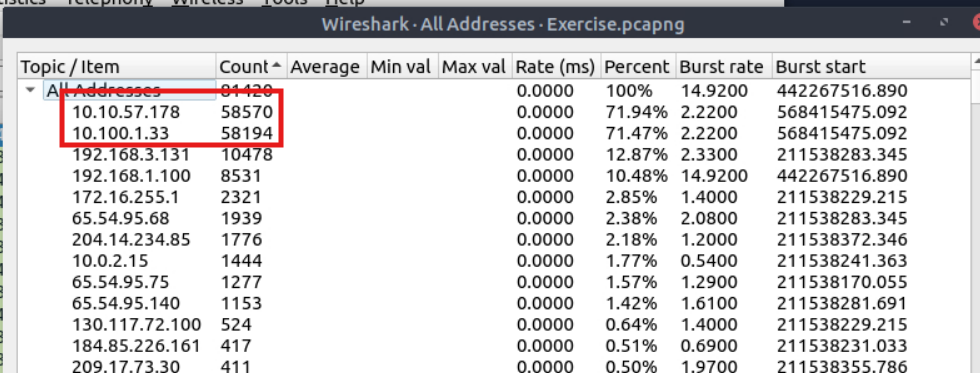 Statistics Telephony Wireless Tools Help
Wireshark · All Addresses · Exercise.pcapng
Topic / Item Count Average Min val Max val Rate (ms) Percent Burst rate Burst start
All Addresses 81420 0.0000 100% 14.9200 442267516.890
10.10.57.178 58570 0.0000 71.94% 2.2200 568415475.092
10.100.1.33 58194 0.0000 71.47% 2.2200 568415475.092
192.168.3.131 10478 0.0000 12.87% 2.3300 211538283.345
192.168.1.100 8531 0.0000 10.48% 14.9200 442267516.890
172.16.255.1 2321 0.0000 2.85% 1.4000 211538229.215
65.54.95.68 1939 0.0000 2.38% 2.0800 211538283.345
204.14.234.85 1776 0.0000 2.18% 1.2000 211538372.346
10.0.2.15 1444 0.0000 1.77% 0.5400 211538241.363
65.54.95.75 1277 0.0000 1.57% 1.2900 211538170.055
65.54.95.140 1153 0.0000 1.42% 1.6100 211538281.691
130.117.72.100 524 0.0000 0.64% 1.4000 211538229.215
184.85.226.161 417 0.0000 0.51% 0.6900 211538231.033
209.17.73.30 411 0.0000 0.50% 1.9700 211538355.786